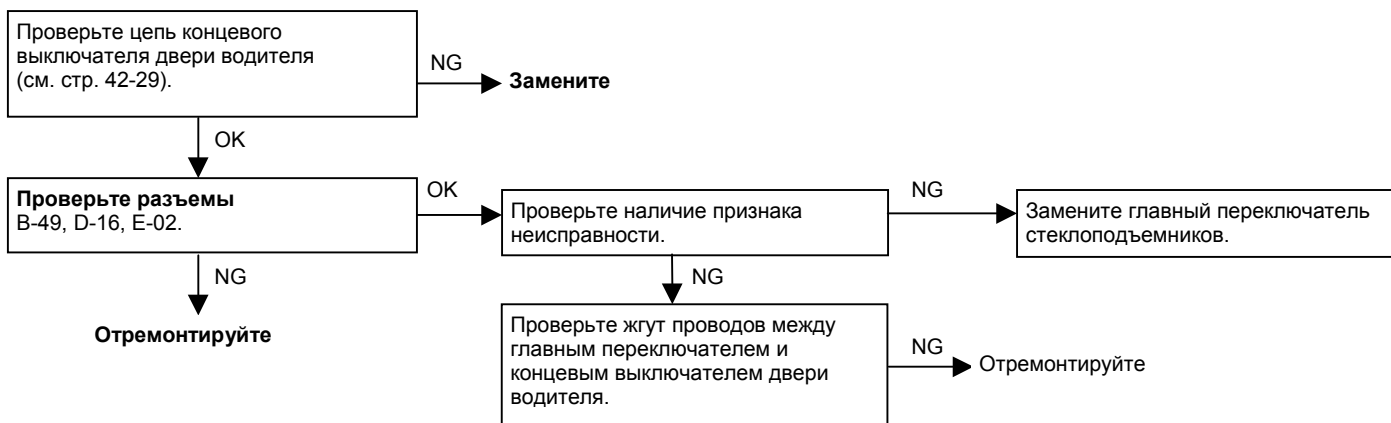 Проверьте цепь концевого
выключателя двери водителя
(см. стр. 42-29).
NG
Замените
OK
Проверьте разъемы
B-49, D-16, E-02.
OK
Проверьте наличие признака
неисправности.
NG
Замените главный переключатель
стеклоподъемников.
NG
Отремонтируйте
NG
Проверьте жгут проводов между
главным переключателем и
концевым выключателем двери
водителя.
NG
Отремонтируйте